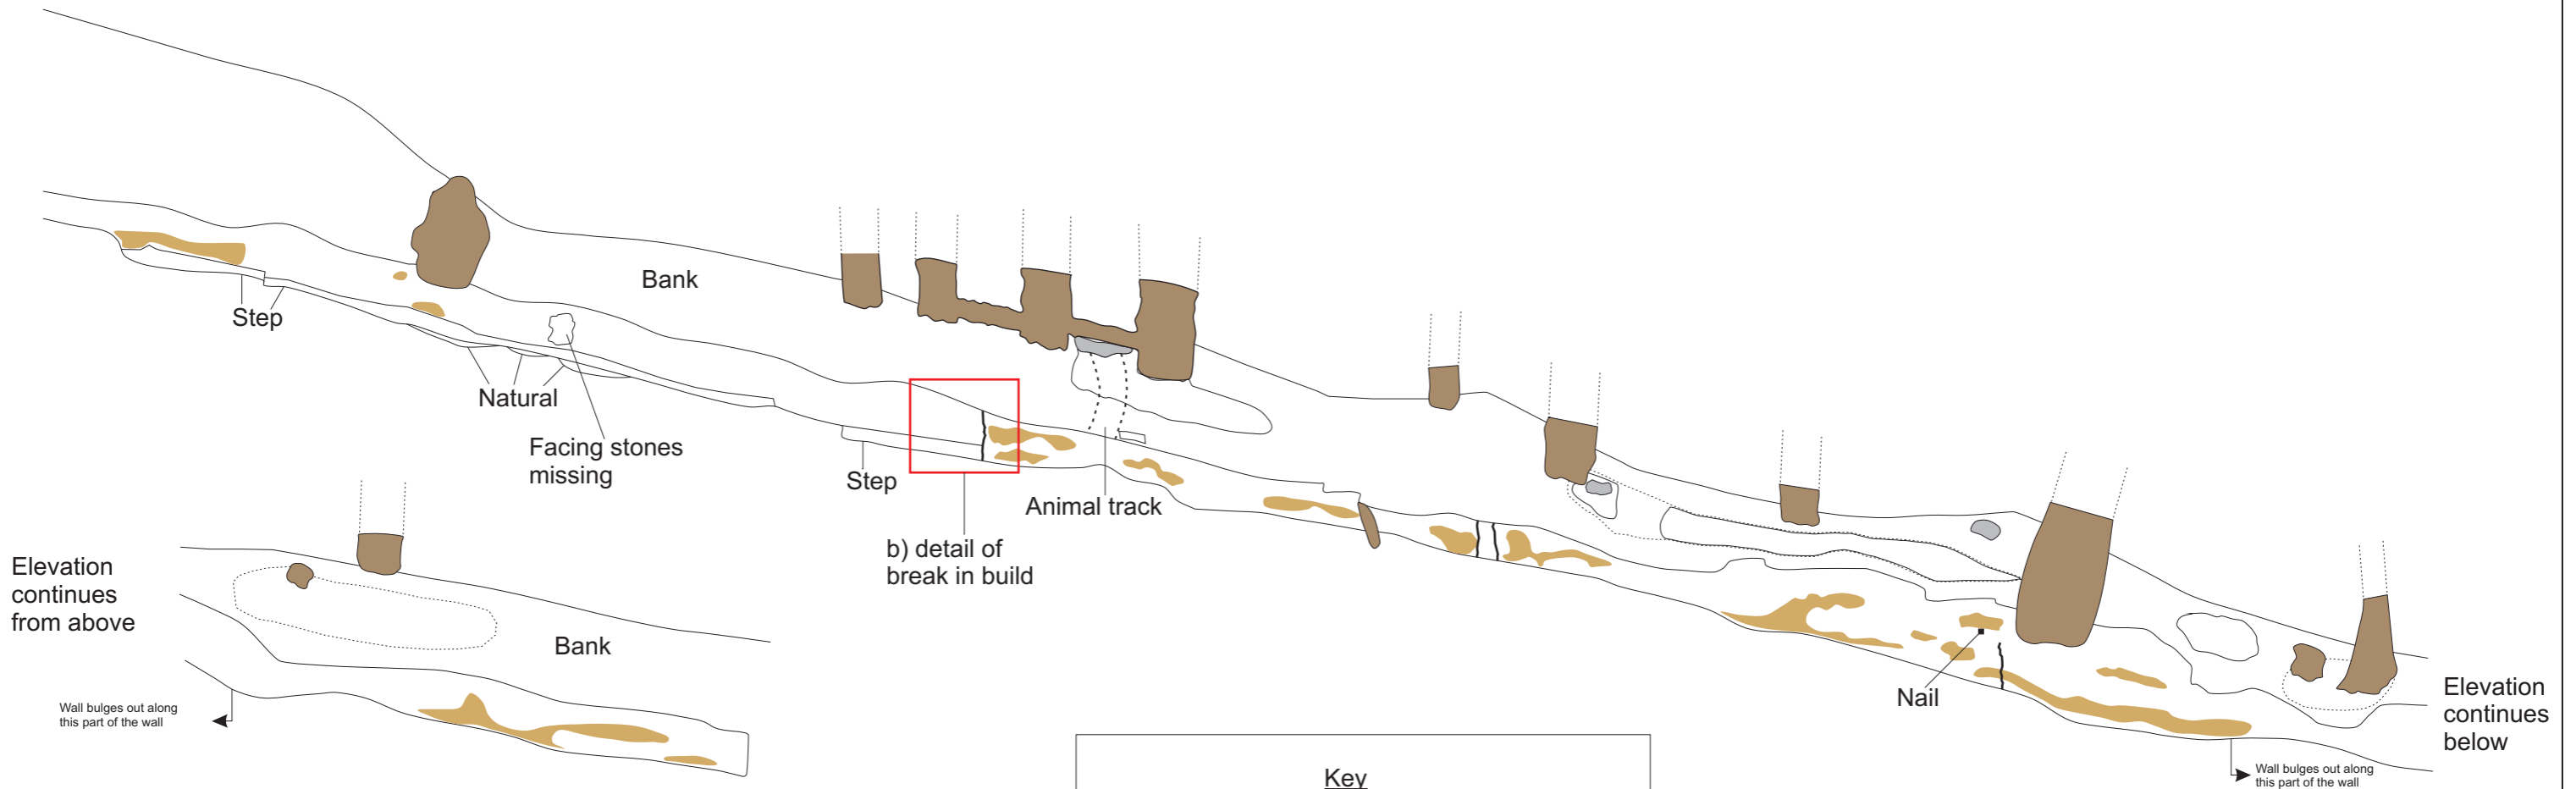 Bank
Step
Natural
Facing stones
missing
Step
b) detail of
break in build
Animal track
Nail
Elevation
continues
below
Wall bulges out along
this part of the wall
Elevation
continues
from above
Bank
Wall bulges out along
this part of the wall
Key